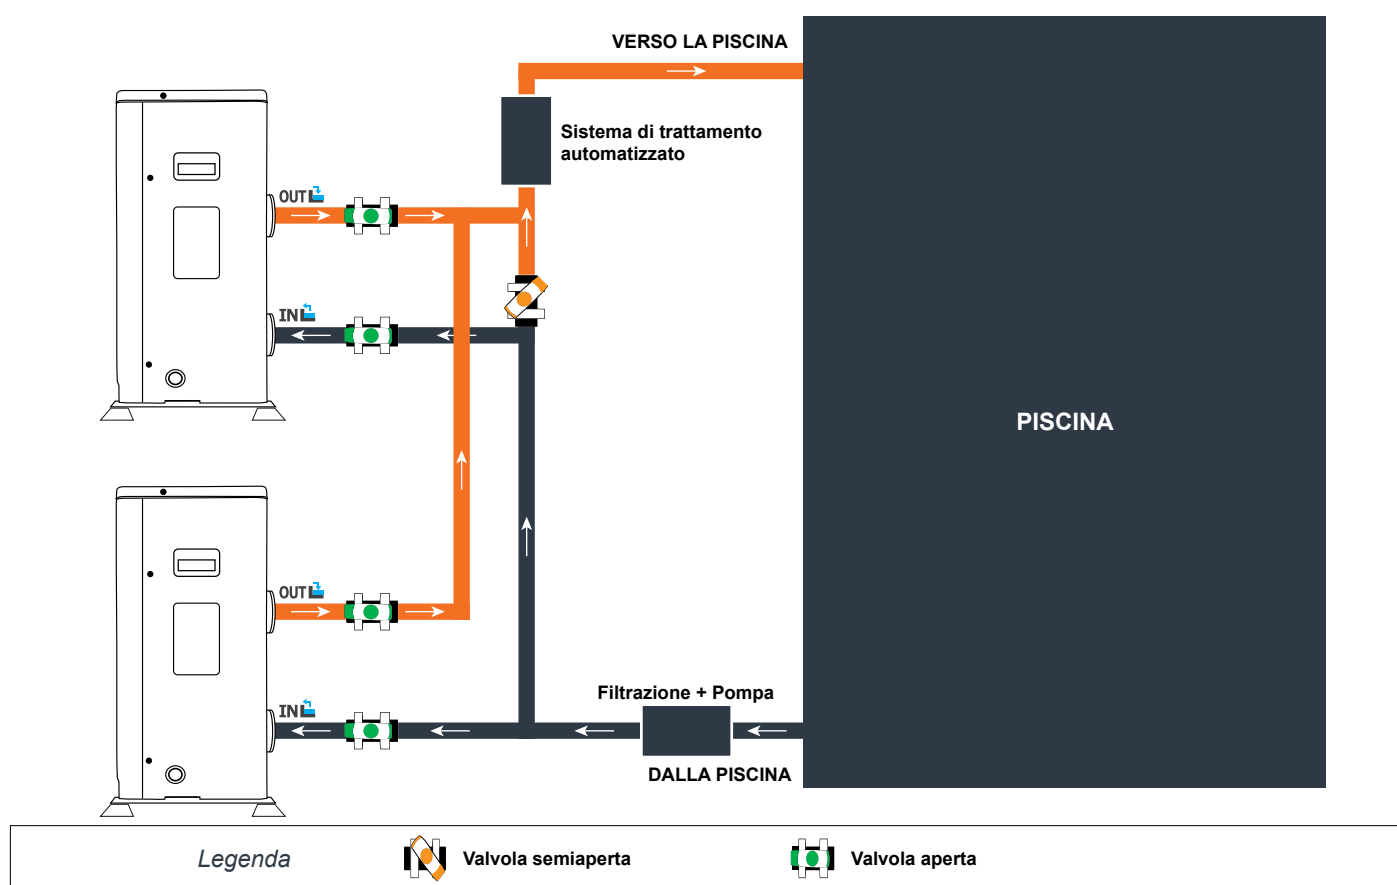 VERSO LA PISCINA
Sistema di trattamento
automatizzato
OUT
IN
PISCINA
OUT
IN
Filtrazione + Pompa
DALLA PISCINA
Legenda
Valvola semiaperta
Valvola aperta